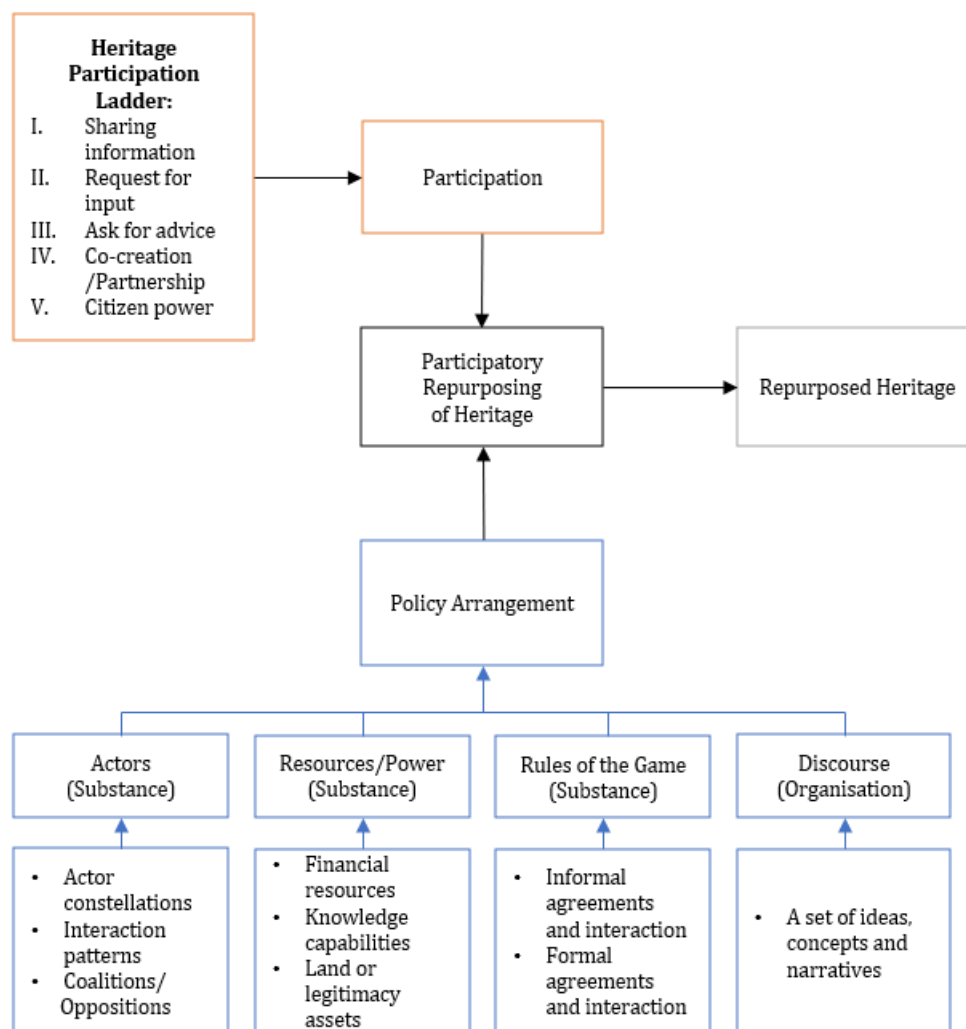 Heritage
Participation
Ladder:
I. Sharing
information
II. Request for
input
III. Ask for advice
IV. Co-creation
/Partnership
V. Citizen power
Participation
Participatory
Repurposing
of Heritage
Repurposed Heritage
Policy Arrangement
Actors
(Substance)
Resources/Power
(Substance)
Rules of the Game
(Substance)
Discourse
(Organisation)
• Actor
constellations
• Interaction
patterns
• Coalitions/
Oppositions
• Financial
resources
• Knowledge
capabilities
• Land or
legitimacy
assets
• Informal
agreements
and interaction
• Formal
agreements
and interaction
• A set of ideas,
concepts and
narratives